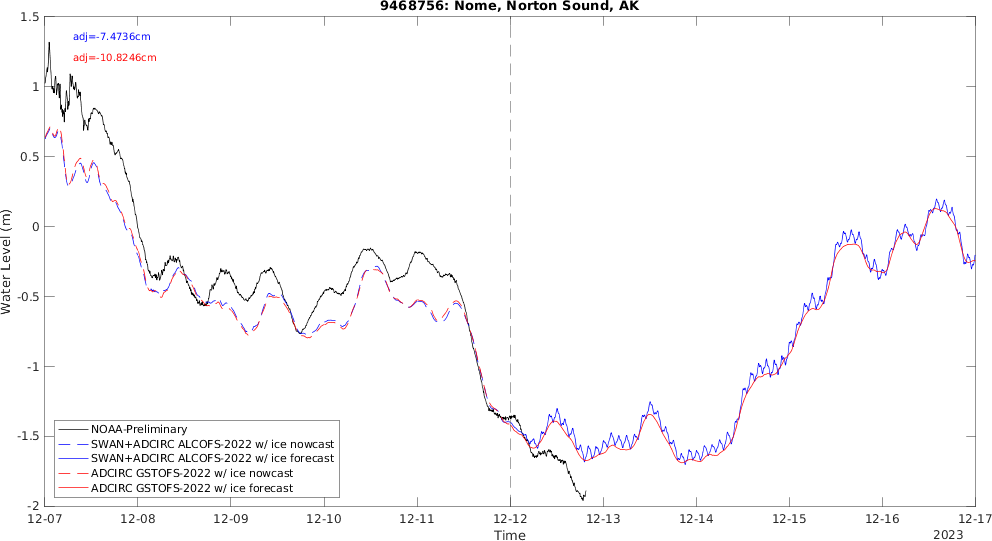 9468756: Nome, Norton Sound, AK
adj=-7.4736cm
adj=-10.8246cm
1.5
1
0.5
0
-0.5
-1
-1.5
-2
Water Level (m)
NOAA-Preliminary
SWAN+ADCIRC ALCOFS-2022 w/ ice nowcast
SWAN+ADCIRC ALCOFS-2022 w/ ice forecast
ADCIRC GSTOFS-2022 w/ ice nowcast
ADCIRC GSTOFS-2022 w/ ice forecast
12-07 12-08 12-09 12-10 12-11 12-12 12-13 12-14 12-15 12-16 12-17
Time
2023